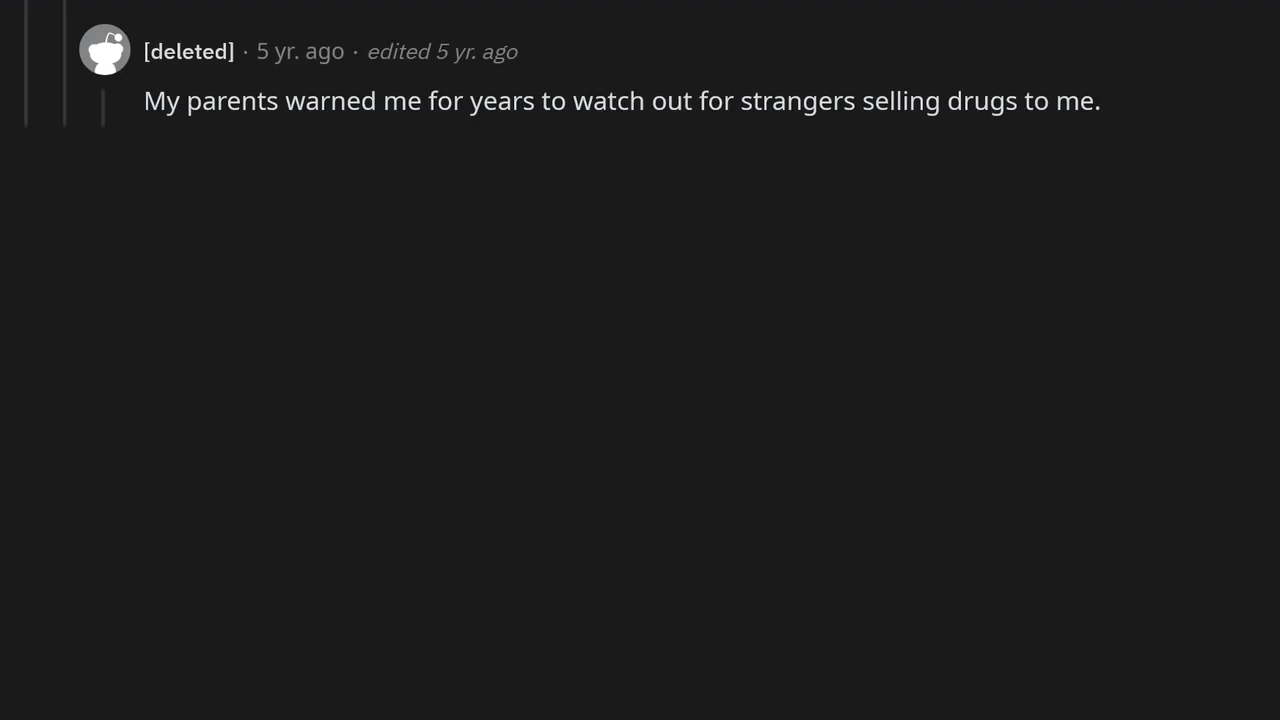 [deleted] · 5 yr. ago · edited 5 yr. ago
My parents warned me for years to watch out for strangers selling drugs to me.